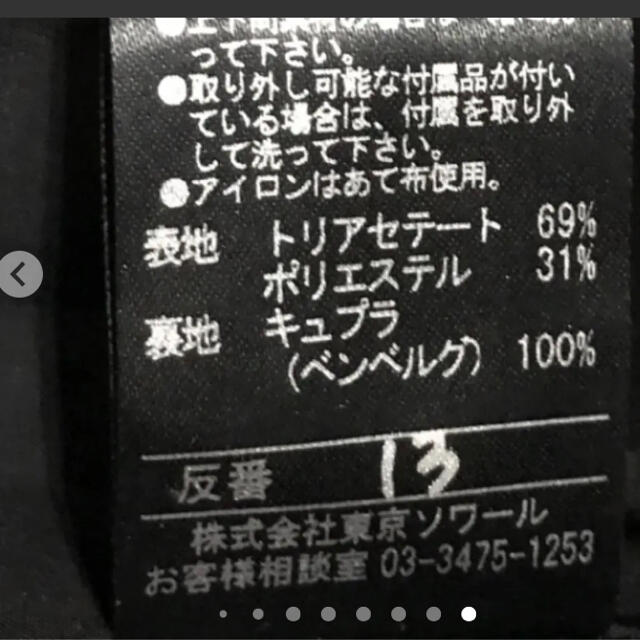 って下さい。
●取り外し可能な付属品が付い
ている場合は、付属を取り外
して洗って下さい。
●アイロンはあて布使用。
表地 トリアセテート 69%
ポリエステル 31%
裏地 キュプラ
(ベンベルグ) 100%
反番 13
株式会社東京ソワール
お客様相談室 03-3475-1253